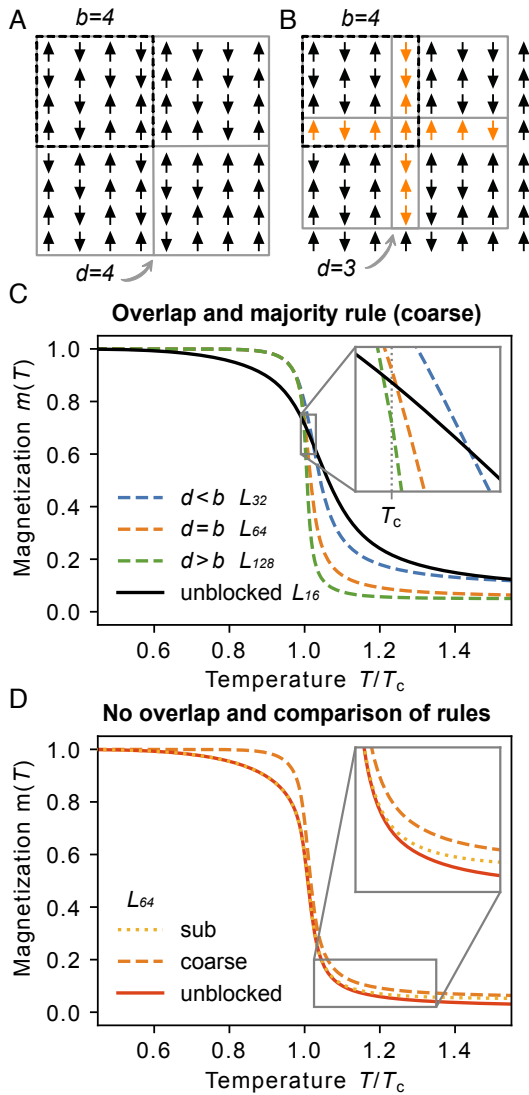 A
b=4
d=4
B
b=4
d=3
C
Overlap and majority rule (coarse)
Magnetization m(T)
1.0
0.8
0.6
0.4
0.2
0.0
Tc
d < b L32
d = b L64
d > b L128
unblocked L16
0.6 0.8 1.0 1.2 1.4
Temperature T/Tc
D
No overlap and comparison of rules
Magnetization m(T)
1.0
0.8
0.6
0.4
0.2
0.0
L64
sub
coarse
unblocked
0.6 0.8 1.0 1.2 1.4
Temperature T/Tc